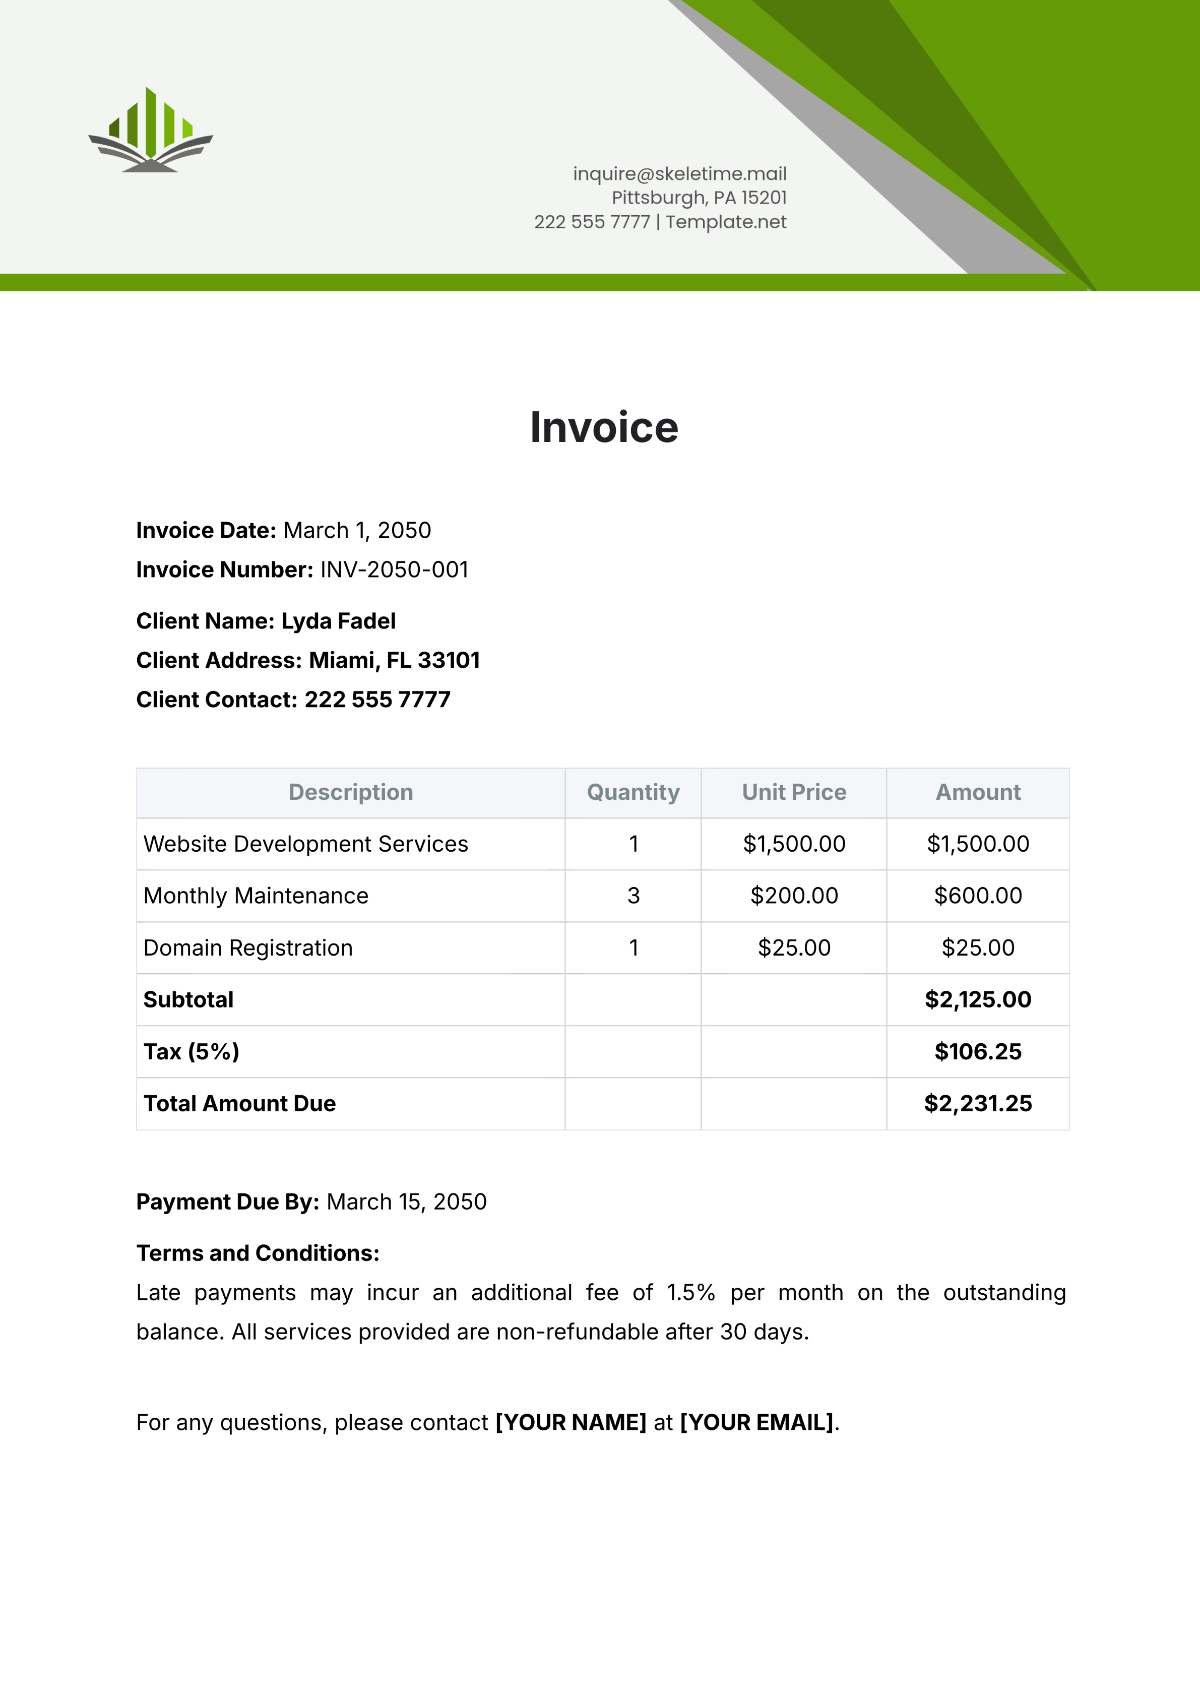 inquire@skeletime.mail
Pittsburgh, PA 15201
222 555 7777 | Template.net
Invoice
Invoice Date: March 1, 2050
Invoice Number: INV-2050-001
Client Name: Lyda Fadel
Client Address: Miami, FL 33101
Client Contact: 222 555 7777
Description Quantity Unit Price Amount
Website Development Services 1 $1,500.00 $1,500.00
Monthly Maintenance 3 $200.00 $600.00
Domain Registration 1 $25.00 $25.00
Subtotal $2,125.00
Tax (5%) $106.25
Total Amount Due $2,231.25
Payment Due By: March 15, 2050
Terms and Conditions:
Late payments may incur an additional fee of 1.5% per month on the outstanding
balance. All services provided are non-refundable after 30 days.
For any questions, please contact [YOUR NAME] at [YOUR EMAIL].